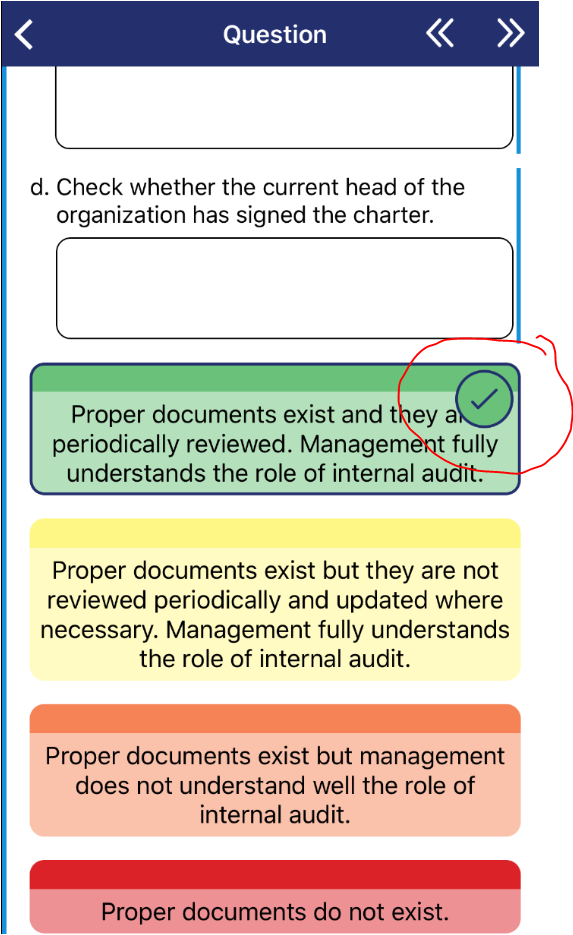 Question
d. Check whether the current head of the
organization has signed the charter.
Proper documents exist and they
periodically reviewed. Management fully
understands the role of internal audit.
Proper documents exist but they are not
reviewed periodically and updated where
necessary. Management fully understands
the role of internal audit.
Proper documents exist but management
does not understand well the role of
internal audit.
Proper documents do not exist.